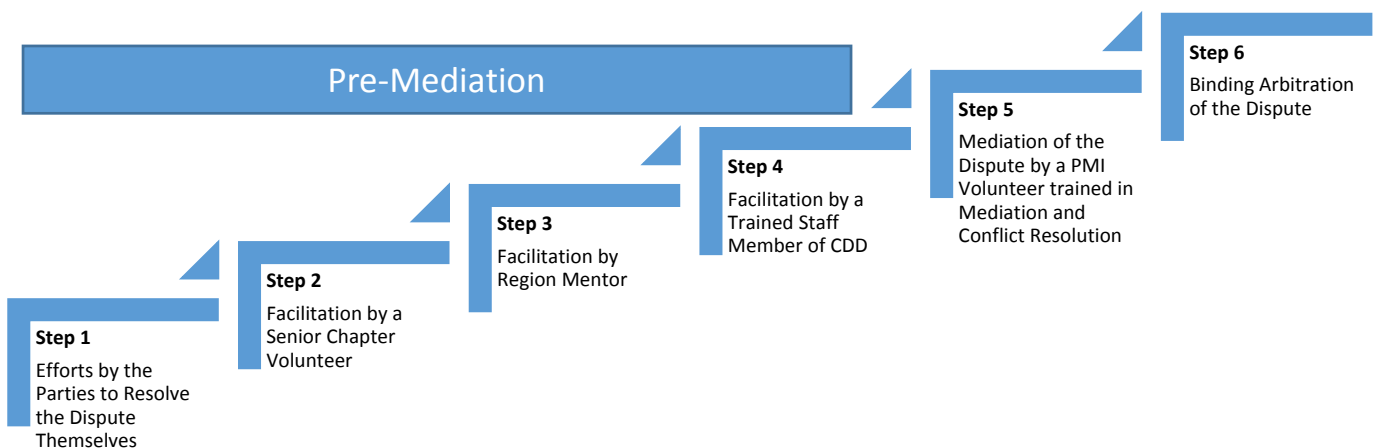 Pre-Mediation
Step 1
Efforts by the
Parties to Resolve
the Dispute
Themselves
Step 2
Facilitation by a
Senior Chapter
Volunteer
Step 3
Facilitation by
Region Mentor
Step 4
Facilitation by a
Trained Staff
Member of CDD
Step 5
Mediation of the
Dispute by a PMI
Volunteer trained in
Mediation and
Conflict Resolution
Step 6
Binding Arbitration
of the Dispute